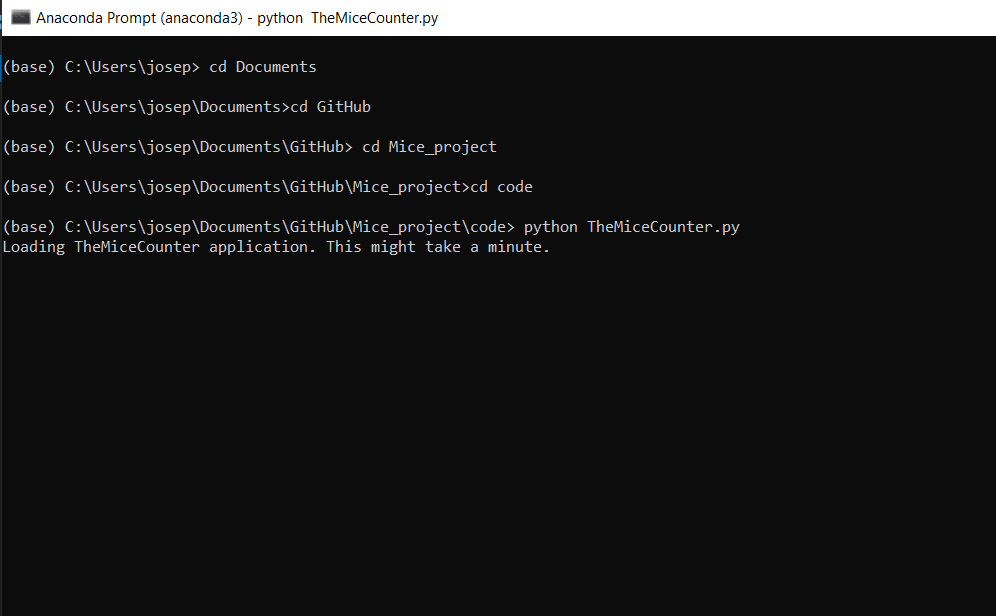 Anaconda Prompt (anaconda3) - python  TheMiceCounter.py
(base) C:\Users\josep> cd Documents
(base) C:\Users\josep\Documents>cd GitHub
(base) C:\Users\josep\Documents\GitHub> cd Mice_project
(base) C:\Users\josep\Documents\GitHub\Mice_project>cd code
(base) C:\Users\josep\Documents\GitHub\Mice_project\code> python TheMiceCounter.py
Loading TheMiceCounter application. This might take a minute.